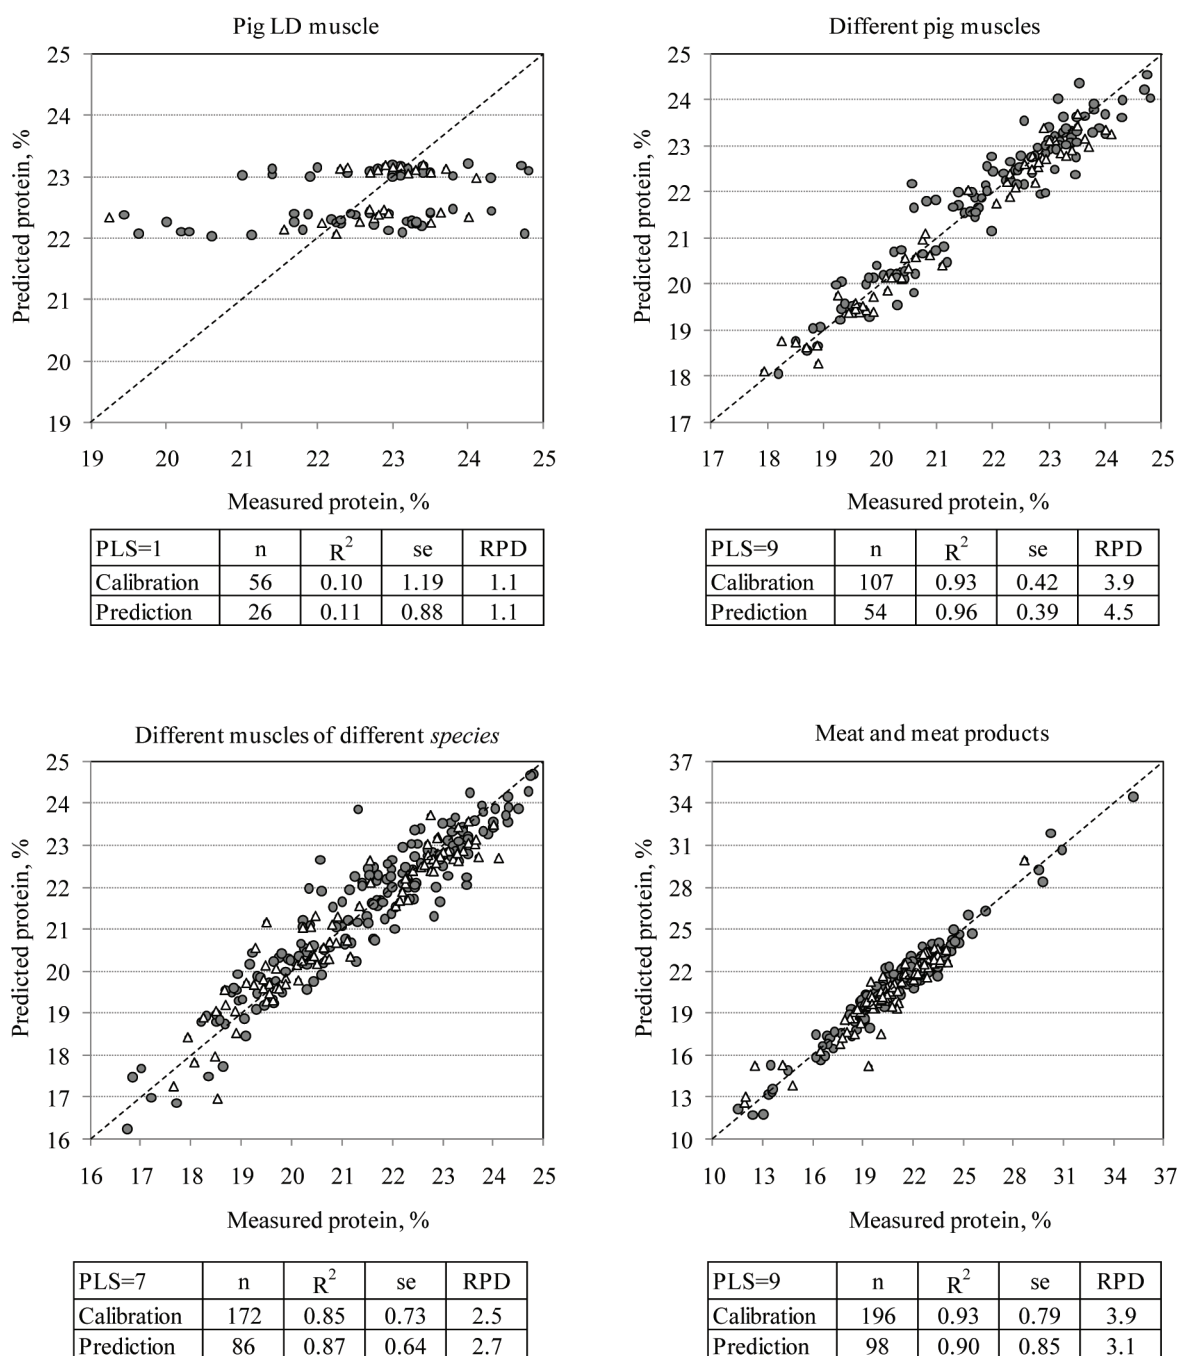 Pig LD muscle
25
24
23
22
21
20
19
Predicted protein, %
19 20 21 22 23 24 25
Measured protein, %
PLS=1 n R² se RPD
Calibration 56 0.10 1.19 1.1
Prediction 26 0.11 0.88 1.1
Different pig muscles
25
24
23
22
21
20
19
18
17
Predicted protein, %
17 18 19 20 21 22 23 24 25
Measured protein, %
PLS=9 n R² se RPD
Calibration 107 0.93 0.42 3.9
Prediction 54 0.96 0.39 4.5
Different muscles of different species
25
24
23
22
21
20
19
18
17
16
Predicted protein, %
16 17 18 19 20 21 22 23 24 25
Measured protein, %
PLS=7 n R² se RPD
Calibration 172 0.85 0.73 2.5
Prediction 86 0.87 0.64 2.7
Meat and meat products
37
34
31
28
25
22
19
16
13
10
Predicted protein, %
10 13 16 19 22 25 28 31 34 37
Measured protein, %
PLS=9 n R² se RPD
Calibration 196 0.93 0.79 3.9
Prediction 98 0.90 0.85 3.1